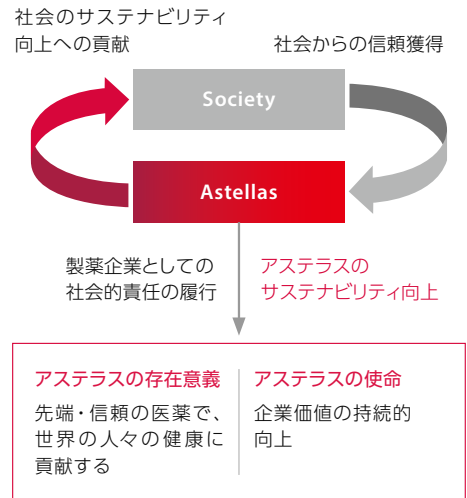 社会のサステナビリティ
向上への貢献
社会からの信頼獲得
Society
Astellas
製薬企業としての
社会的責任の履行
アステラスの
サステナビリティ向上
アステラスの存在意義
先端・信頼の医薬で、
世界の人々の健康に
貢献する
アステラスの使命
企業価値の持続的
向上